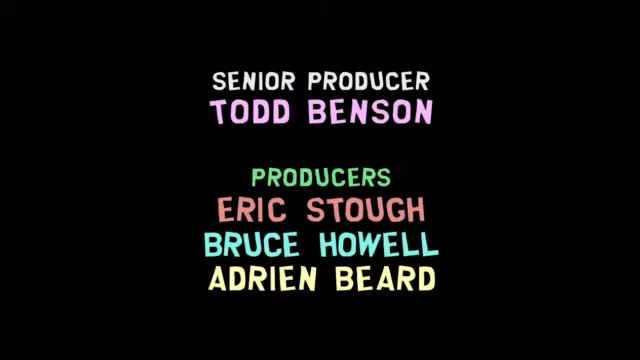 SENIOR PRODUCER
TODD BENSON
PRODUCERS
ERIC STOUGH
BRUCE HOWELL
ADRIEN BEARD